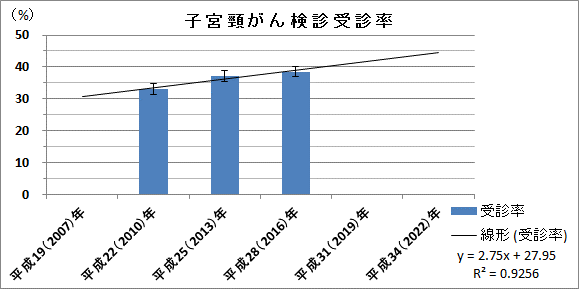 子宮頸がん検診受診率
(%)
50
40
30
20
10
0
平成19(2007)年
平成22(2010)年
平成25(2013)年
平成28(2016)年
平成31(2019)年
平成34(2022)年
受診率
線形 (受診率)
y = 2.75x + 27.95
R² = 0.9256